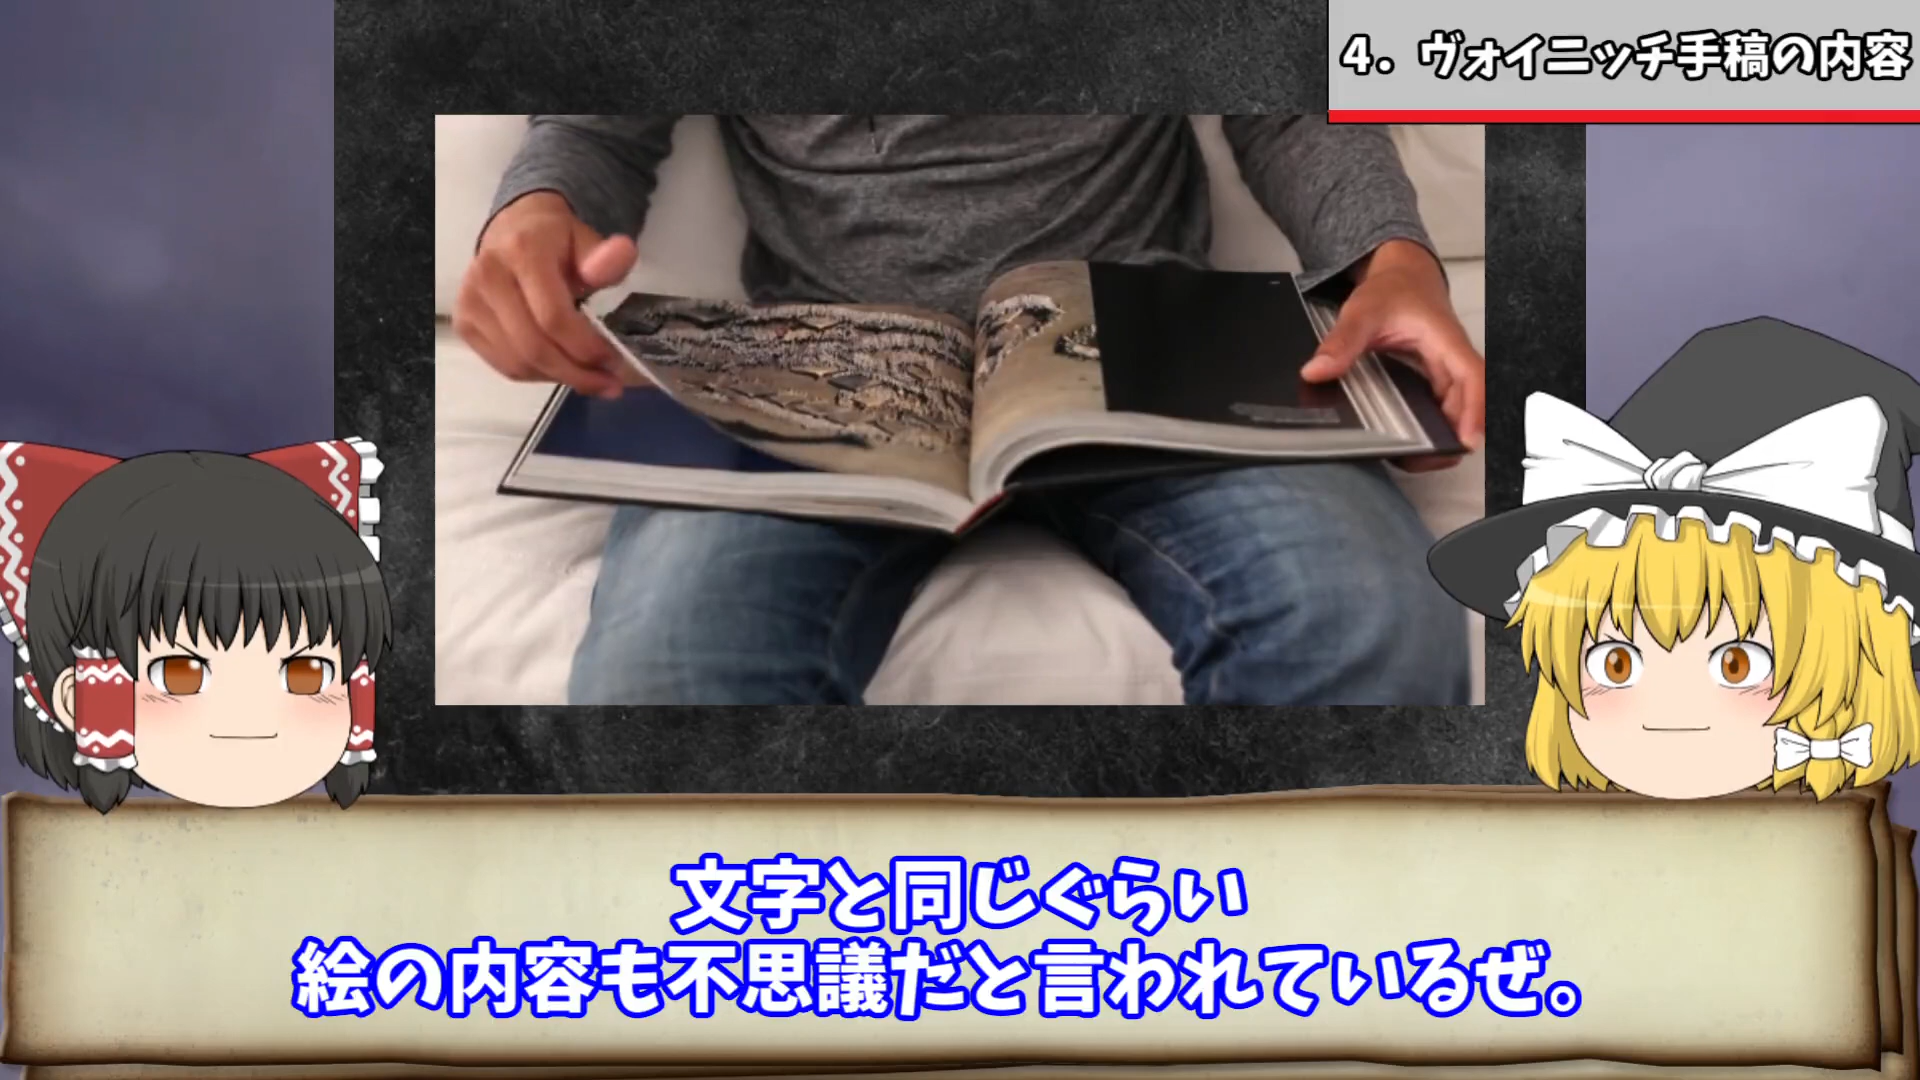 4．ヴォイニッチ手稿の内容
文字と同じぐらい
絵の内容も不思議だと言われているぜ。